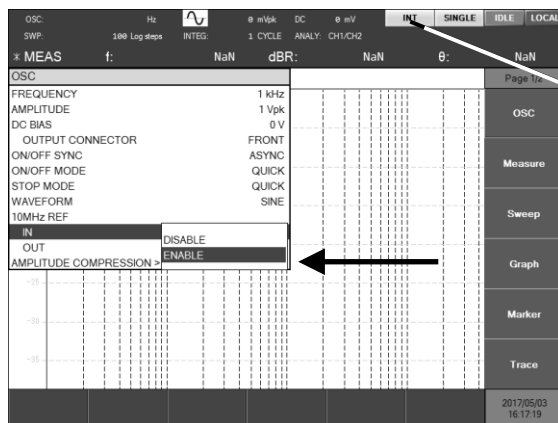 OSC: Hz 0 mVpk DC 0 mV INT SINGLE IDLE LOCAL
SWP: 100 Log steps INTEG: 1 CYCLE ANALY: CH1/CH2
* MEAS f: NaN dBR: NaN θ: NaN
OSC
FREQUENCY 1 kHz
AMPLITUDE 1 Vpk
DC BIAS 0 V
OUTPUT CONNECTOR FRONT
ON/OFF SYNC ASYNC
ON/OFF MODE QUICK
STOP MODE QUICK
WAVEFORM SINE
10MHz REF
IN
DISABLE
OUT
ENABLE
AMPLITUDE COMPRESSION >
-25
-30
-35
Page 1/2
OSC
Measure
Sweep
Graph
Marker
Trace
2017/05/03
16:17:19